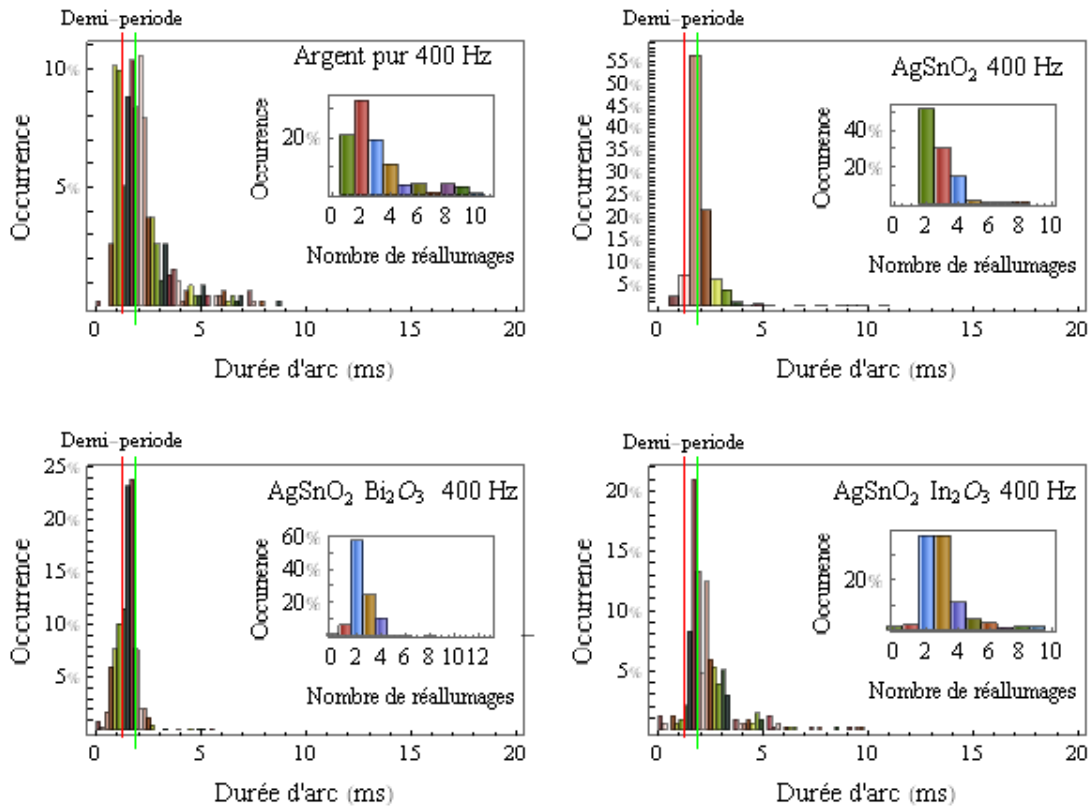 Demi-periode
Argent pur 400 Hz
10%
5%
Occurrence
Occurrence
20%
0 2 4 6 8 10
Nombre de réallumages
0 5 10 15 20
Durée d'arc (ms)
Demi-periode
AgSnO₂ 400 Hz
55%
50%
45%
40%
35%
30%
25%
20%
15%
10%
5%
Occurrence
Occurrence
40%
20%
0 2 4 6 8 10
Nombre de réallumages
0 5 10 15 20
Durée d'arc (ms)
Demi-periode
AgSnO₂ Bi₂O₃ 400 Hz
25%
20%
15%
10%
5%
Occurrence
Occurrence
60%
40%
20%
0 2 4 6 8 10 12
Nombre de réallumages
0 5 10 15 20
Durée d'arc (ms)
Demi-periode
AgSnO₂ In₂O₃ 400 Hz
20%
15%
10%
5%
Occurrence
Occurrence
20%
0 2 4 6 8 10
Nombre de réallumages
0 5 10 15 20
Durée d'arc (ms)